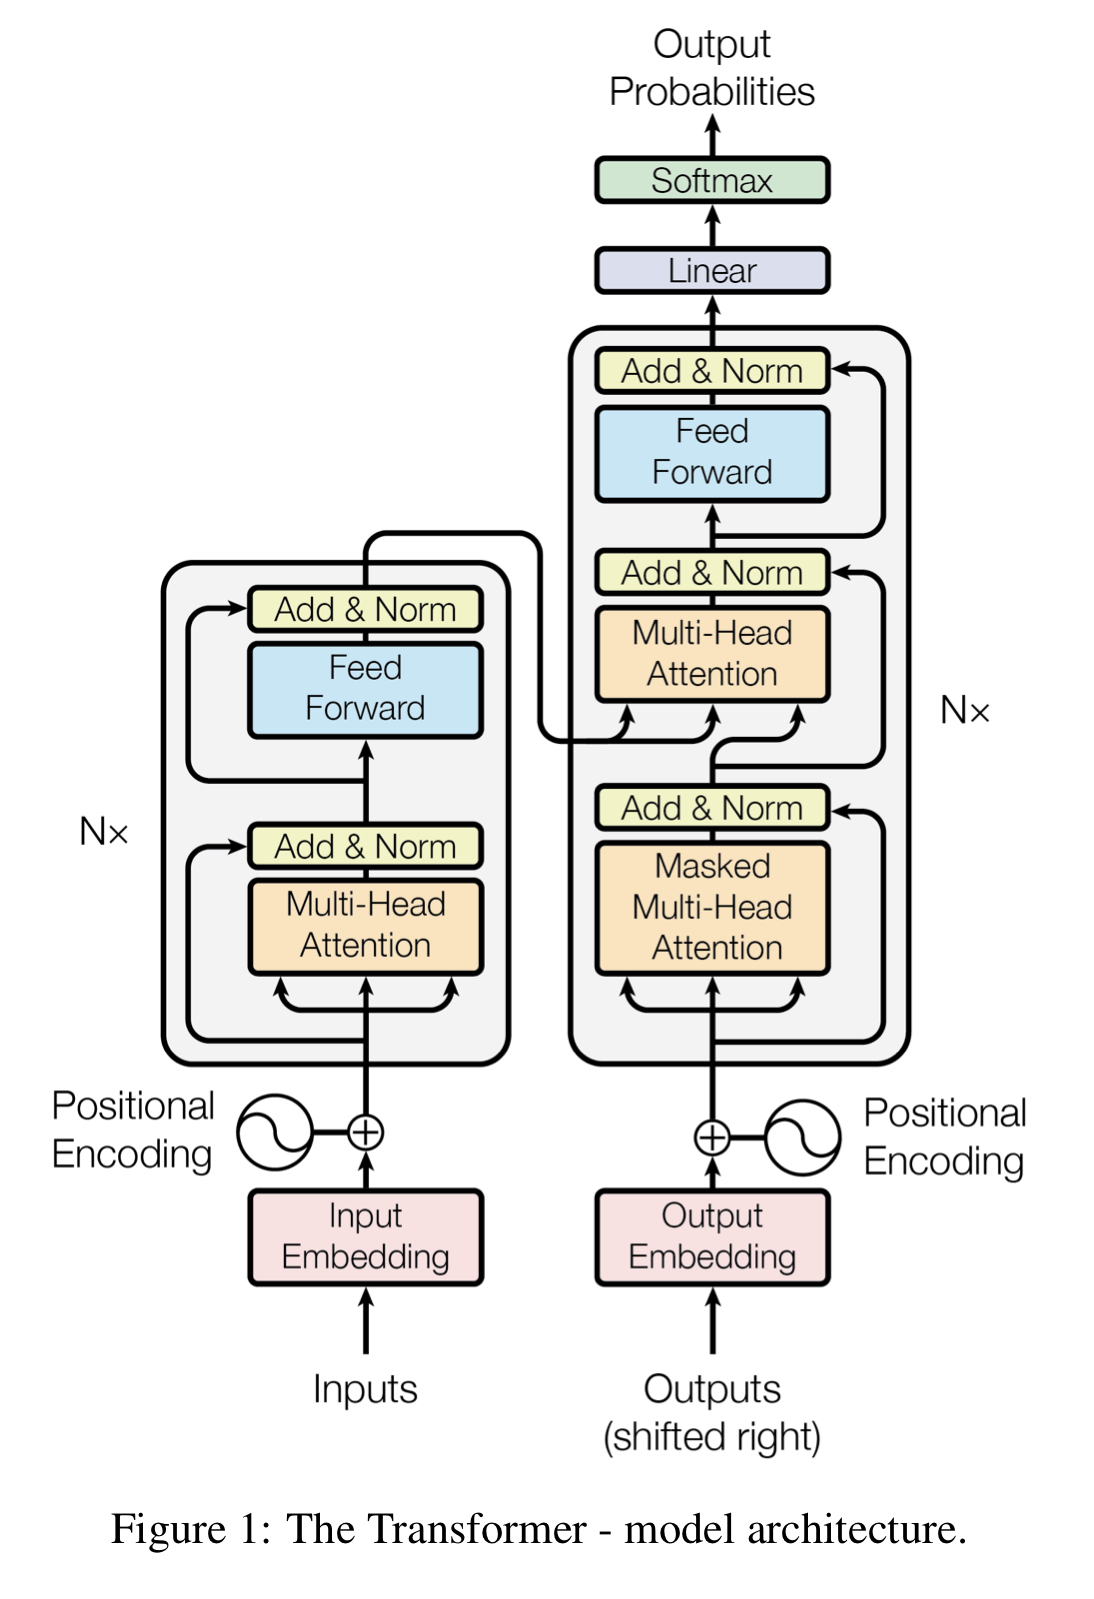 Output
Probabilities
Softmax
Linear
Add & Norm
Feed
Forward
Add & Norm
Multi-Head
Attention
Add & Norm
Masked
Multi-Head
Attention
N×
Positional
Encoding
Output
Embedding
Outputs
(shifted right)
Add & Norm
Feed
Forward
Add & Norm
Multi-Head
Attention
N×
Positional
Encoding
Input
Embedding
Inputs
Figure 1: The Transformer - model architecture.